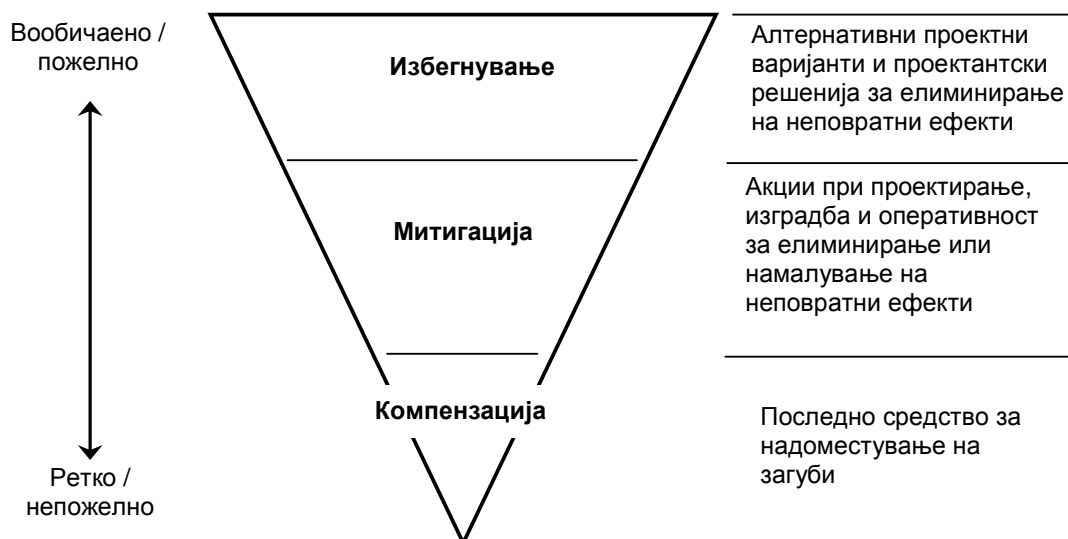 Вообичаено /
пожелно
Избегнување
Алтернативни проектни
варијанти и проектантски
решенија за елиминирање
на неповратни ефекти
Митигација
Акции при проектирање,
изградба и оперативност
за елиминирање или
намалување на
неповратни ефекти
Компензација
Последно средство за
надоместување на
загуби
Ретко /
непожелно